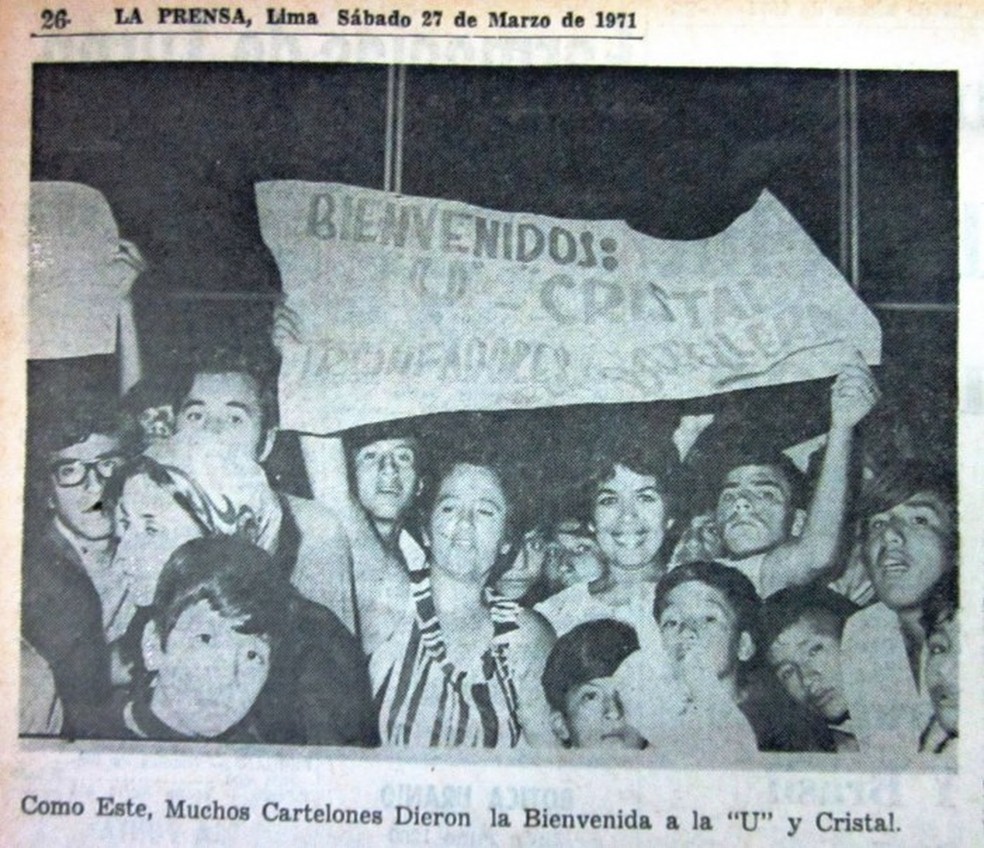 26- LA PRENSA, Lima Sábado 27 de Marzo de 1971
BIENVENIDOS:
"U" - CRISTAL
TRIUNFADORES
Como Este, Muchos Cartelones Dieron la Bienvenida a la "U" y Cristal.